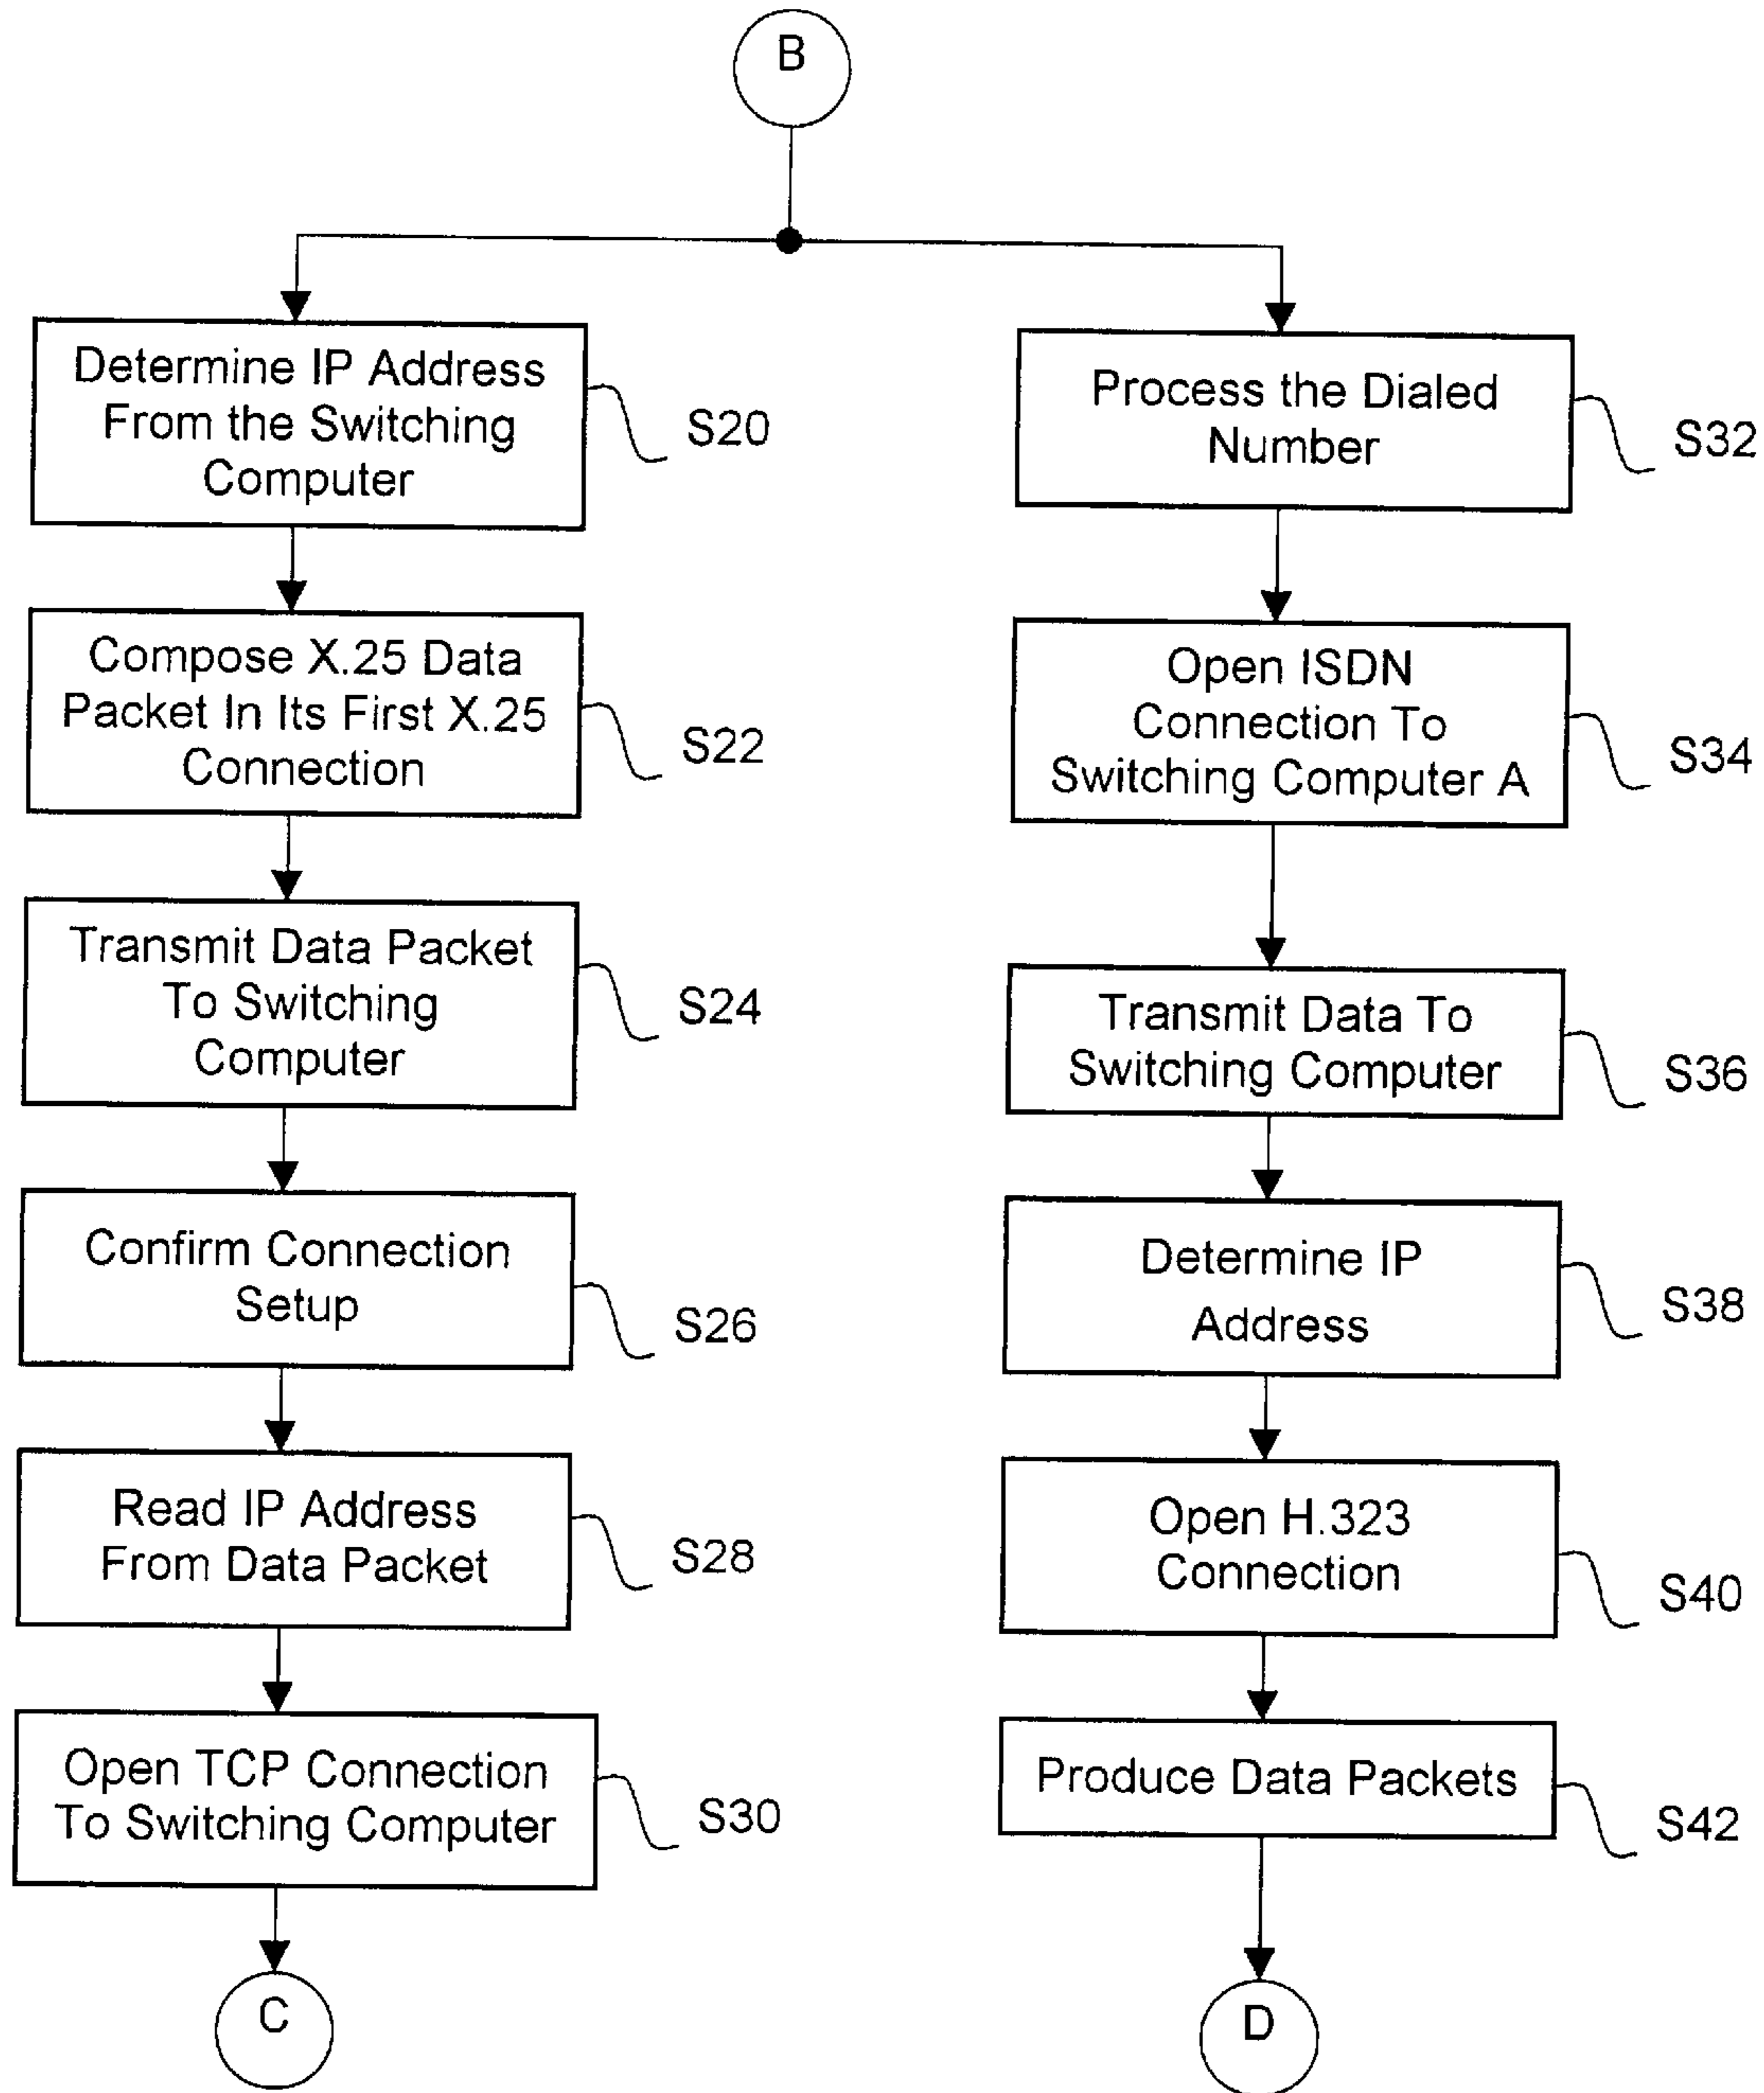 B
Determine IP Address
From the Switching
Computer
S20
Compose X.25 Data
Packet In Its First X.25
Connection
S22
Transmit Data Packet
To Switching
Computer
S24
Confirm Connection
Setup
S26
Read IP Address
From Data Packet
S28
Open TCP Connection
To Switching Computer
S30
C
Process the Dialed
Number
S32
Open ISDN
Connection To
Switching Computer A
S34
Transmit Data To
Switching Computer
S36
Determine IP
Address
S38
Open H.323
Connection
S40
Produce Data Packets
S42
D